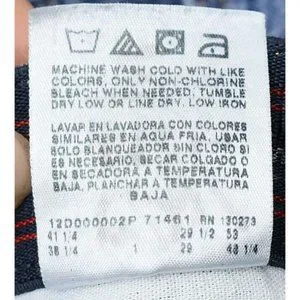 MACHINE WASH COLD WITH LIKE
COLORS, ONLY NON-CHLORINE
BLEACH WHEN NEEDED. TUMBLE
DRY LOW OR LINE DRY. LOW IRON
LAVAR EN LAVADORA CON COLORES
SIMILARES EN AGUA FRIA, USAR
SOLO BLANQUEADOR SIN CLORO SI
ES NECESARIO, SECAR COLGADO O
EN SECADORA A TEMPERATURA
BAJA, PLANCHAR A TEMPERATURA
BAJA
12D000002P 71461 RN 130273
41 1/4 29 1/2 53
38 1/4 1 29 48 1/4